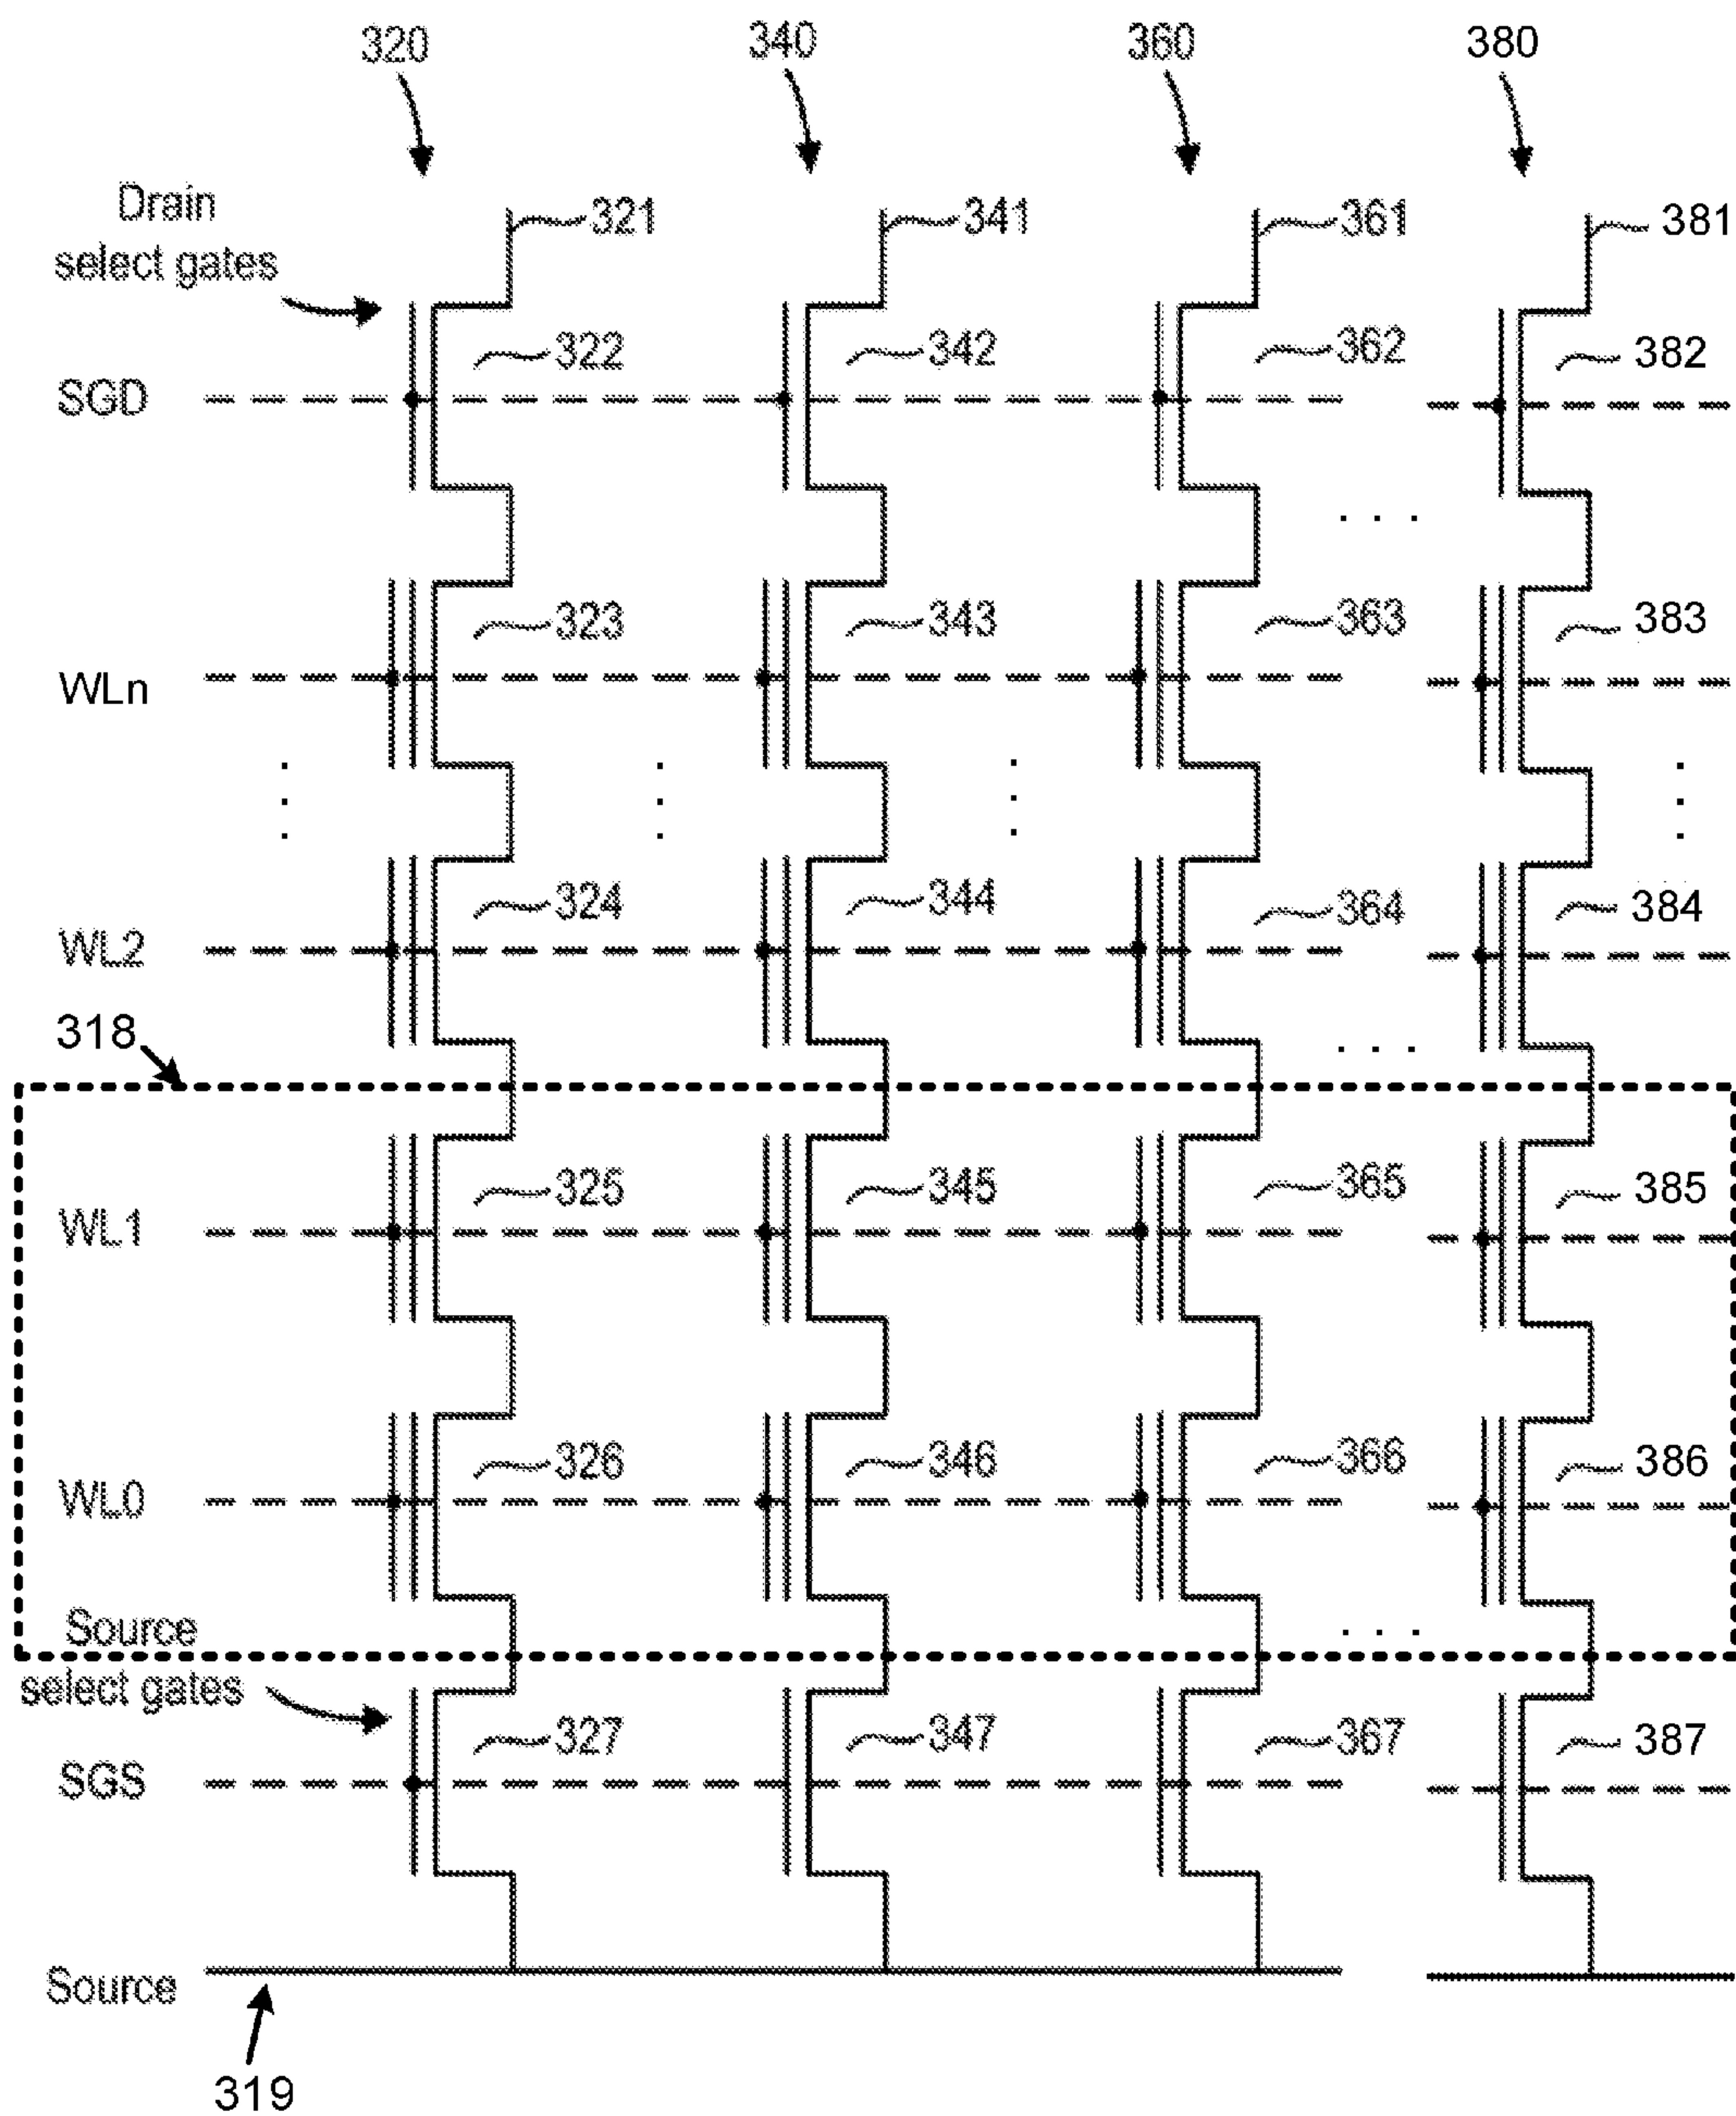 320 340 360 380
Drain
select gates
321 341 361 381
322 342 362 382
SGD
323 343 363 383
WLn
324 344 364 384
WL2
318
325 345 365 385
WL1
326 346 366 386
WL0
Source
select gates
327 347 367 387
SGS
Source
319